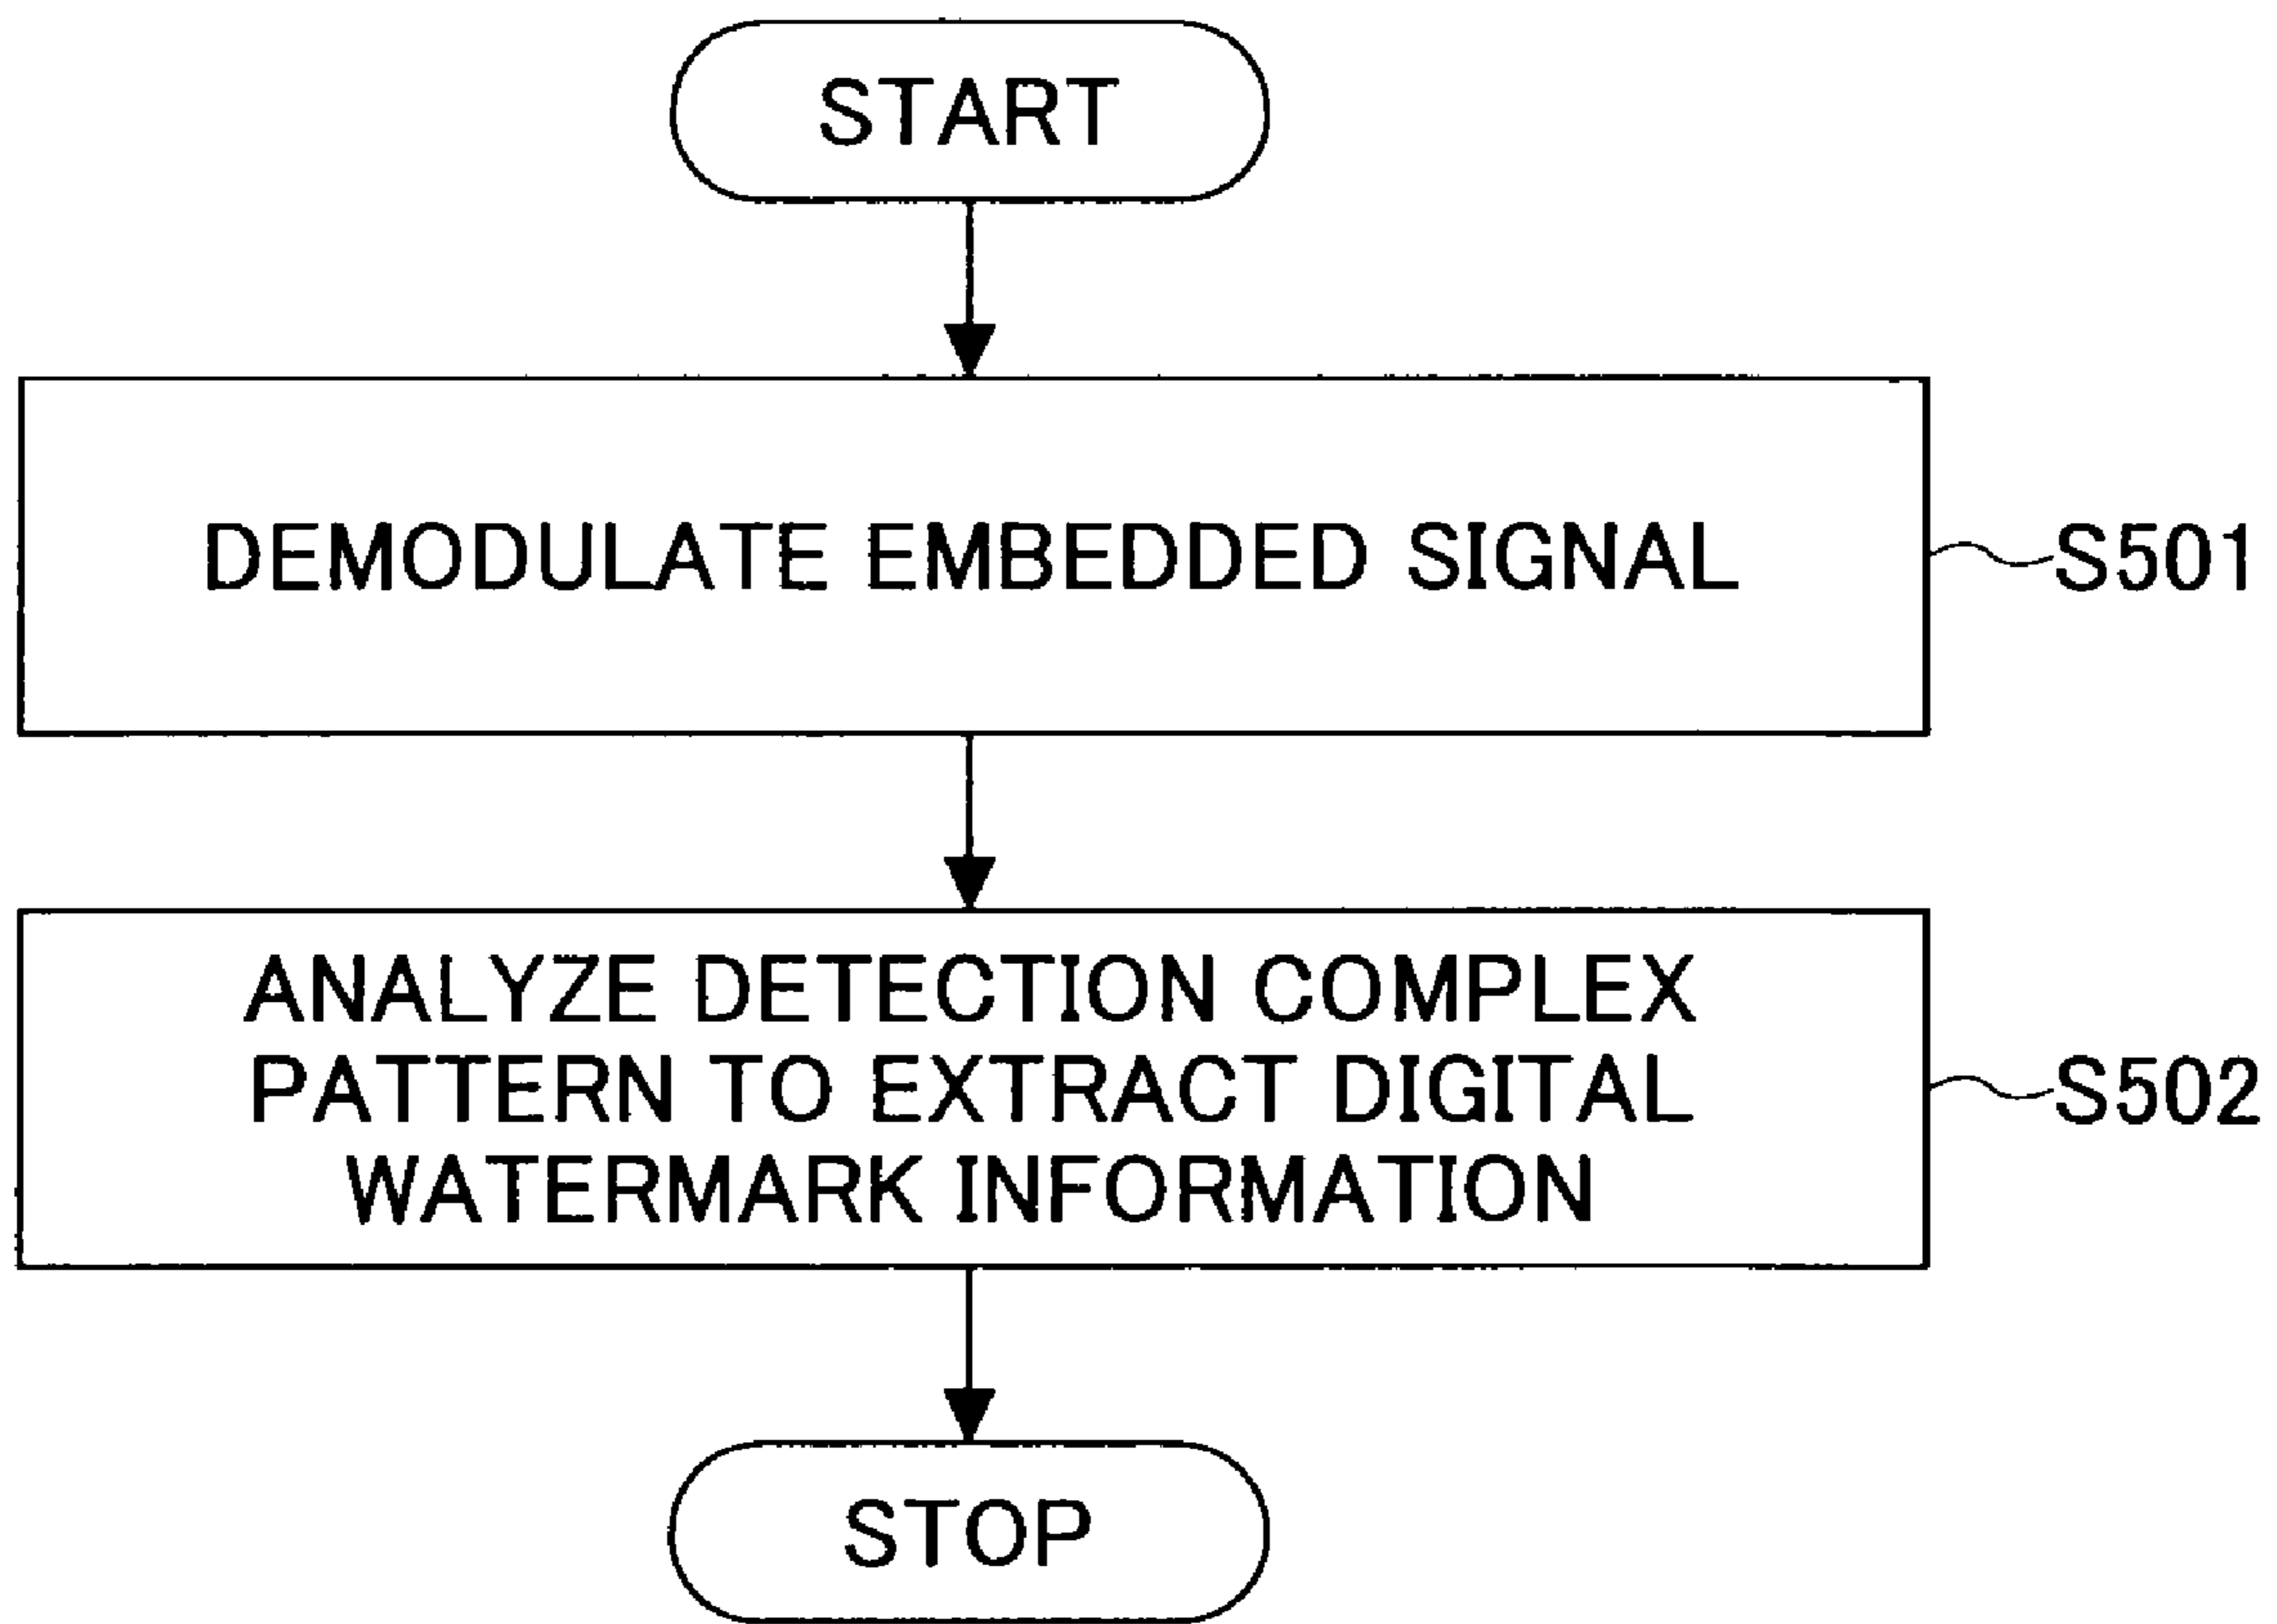 START
DEMODULATE EMBEDDED SIGNAL
S501
ANALYZE DETECTION COMPLEX
PATTERN TO EXTRACT DIGITAL
WATERMARK INFORMATION
S502
STOP